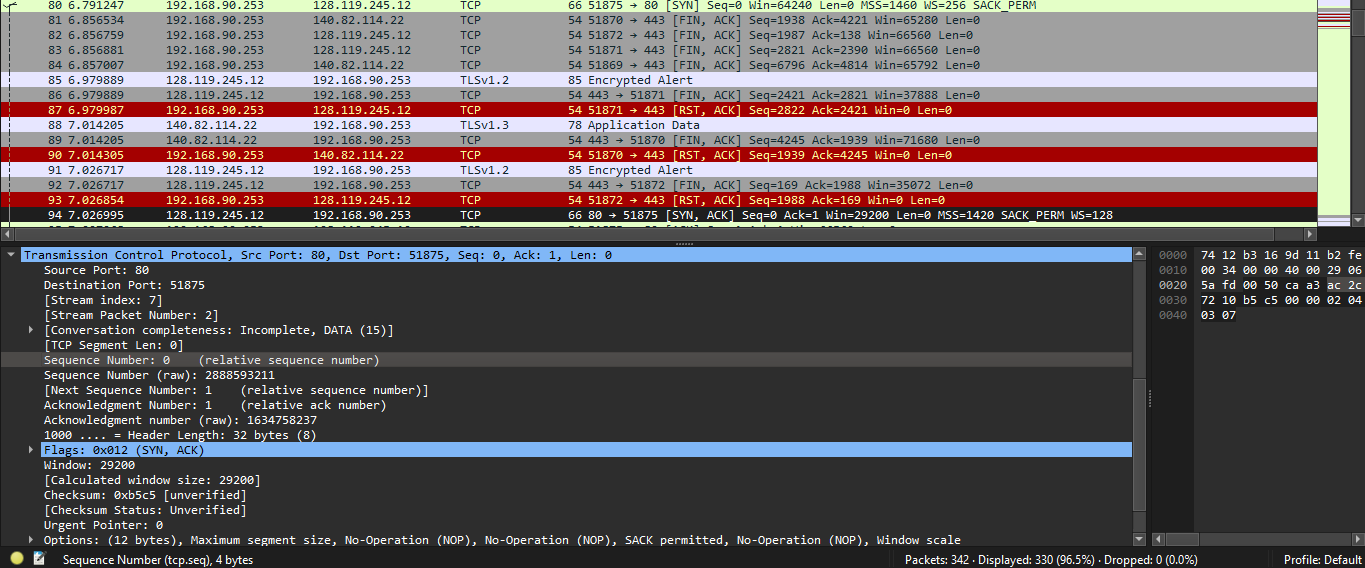 80 6.791247 192.168.90.253 128.119.245.12 TCP 66 51875 → 80 [SYN] Seq=0 Win=64240 Len=0 MSS=1460 WS=256 SACK_PERM
81 6.856534 192.168.90.253 140.82.114.22 TCP 54 51870 → 443 [FIN, ACK] Seq=1938 Ack=4221 Win=65280 Len=0
82 6.856759 192.168.90.253 128.119.245.12 TCP 54 51872 → 443 [FIN, ACK] Seq=1987 Ack=138 Win=66560 Len=0
83 6.856881 192.168.90.253 128.119.245.12 TCP 54 51871 → 443 [FIN, ACK] Seq=2821 Ack=2390 Win=66560 Len=0
84 6.857007 192.168.90.253 140.82.114.22 TCP 54 51869 → 443 [FIN, ACK] Seq=6796 Ack=4814 Win=65792 Len=0
85 6.979889 128.119.245.12 192.168.90.253 TLSv1.2 85 Encrypted Alert
86 6.979889 128.119.245.12 192.168.90.253 TCP 54 443 → 51871 [FIN, ACK] Seq=2421 Ack=2821 Win=37888 Len=0
87 6.979987 192.168.90.253 128.119.245.12 TCP 54 51871 → 443 [RST, ACK] Seq=2822 Ack=2421 Win=0 Len=0
88 7.014205 140.82.114.22 192.168.90.253 TLSv1.3 78 Application Data
89 7.014205 140.82.114.22 192.168.90.253 TCP 54 443 → 51870 [FIN, ACK] Seq=4245 Ack=1939 Win=71680 Len=0
90 7.014305 192.168.90.253 140.82.114.22 TCP 54 51870 → 443 [RST, ACK] Seq=1939 Ack=4245 Win=0 Len=0
91 7.026717 128.119.245.12 192.168.90.253 TLSv1.2 85 Encrypted Alert
92 7.026717 128.119.245.12 192.168.90.253 TCP 54 443 → 51872 [FIN, ACK] Seq=169 Ack=1988 Win=35072 Len=0
93 7.026854 192.168.90.253 128.119.245.12 TCP 54 51872 → 443 [RST, ACK] Seq=1988 Ack=169 Win=0 Len=0
94 7.026995 128.119.245.12 192.168.90.253 TCP 66 80 → 51875 [SYN, ACK] Seq=0 Ack=1 Win=29200 Len=0 MSS=1420 SACK_PERM WS=128
Transmission Control Protocol, Src Port: 80, Dst Port: 51875, Seq: 0, Ack: 1, Len: 0
Source Port: 80
Destination Port: 51875
[Stream index: 7]
[Stream Packet Number: 2]
[Conversation completeness: Incomplete, DATA (15)]
[TCP Segment Len: 0]
Sequence Number: 0 (relative sequence number)
Sequence Number (raw): 2888593211
[Next Sequence Number: 1 (relative sequence number)]
Acknowledgment Number: 1 (relative ack number)
Acknowledgment number (raw): 1634758237
1000 .... = Header Length: 32 bytes (8)
Flags: 0x012 (SYN, ACK)
Window: 29200
[Calculated window size: 29200]
Checksum: 0xb5c5 [unverified]
[Checksum Status: Unverified]
Urgent Pointer: 0
Options: (12 bytes), Maximum segment size, No-Operation (NOP), No-Operation (NOP), SACK permitted, No-Operation (NOP), Window scale
0000 74 12 b3 16 9d 11 b2 fe
0010 00 34 00 00 40 00 29 06
0020 5a fd 00 50 ca a3 ac 2c
0030 72 10 b5 c5 00 00 02 04
0040 03 07
Sequence Number (tcp.seq), 4 bytes
Packets: 342 · Displayed: 330 (96.5%) · Dropped: 0 (0.0%)
Profile: Default